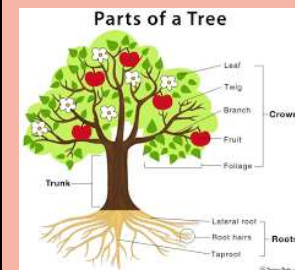 Parts of a Tree
Leaf
Twig
Branch
Crown
Fruit
Foliage
Trunk
Lateral root
Root hairs
Roots
Taproot